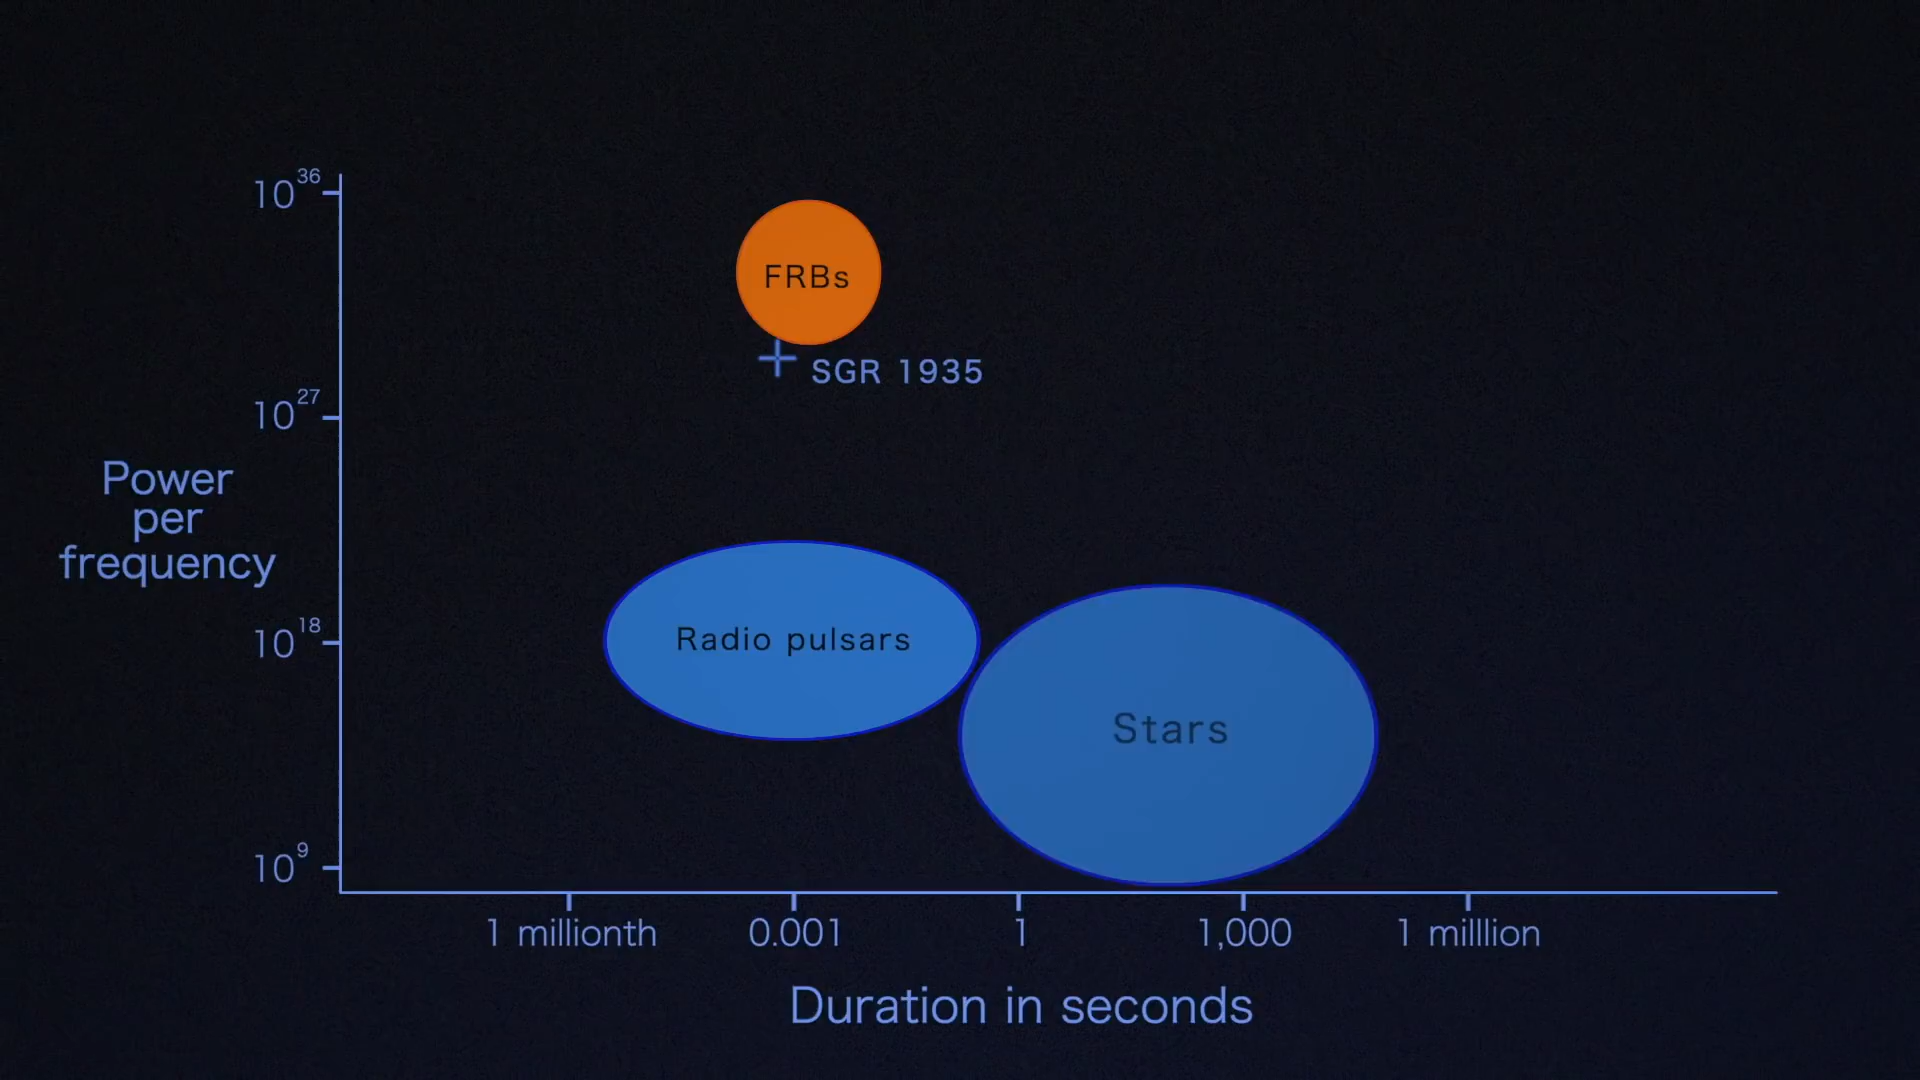 10^36
FRBs
SGR 1935
10^27
Power
per
frequency
10^18
Radio pulsars
Stars
10^9
1 millionth
0.001
1
1,000
1 milllion
Duration in seconds